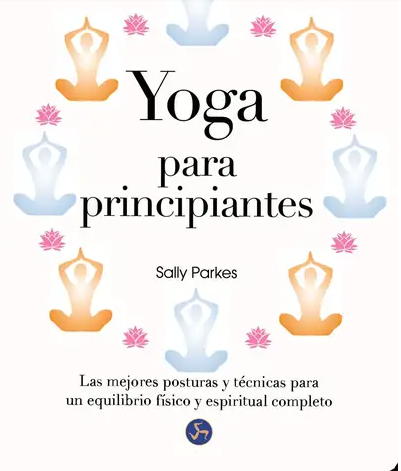 Yoga
para
principiantes
Sally Parkes
Las mejores posturas y técnicas para
un equilibrio físico y espiritual completo